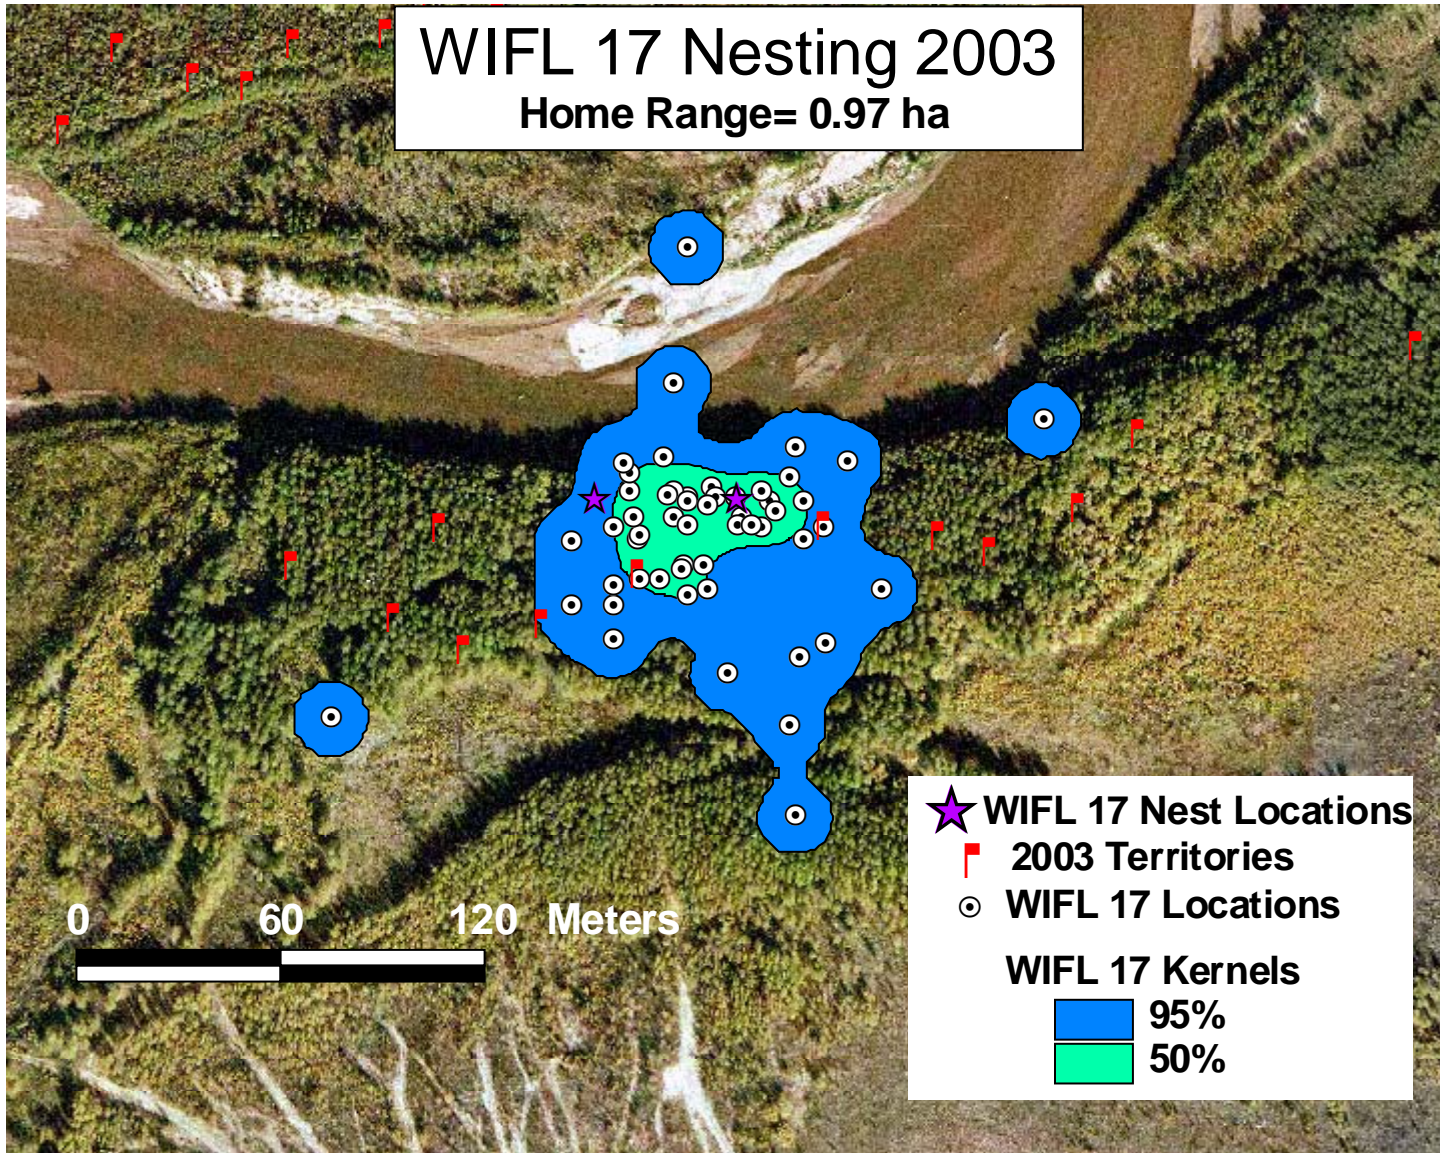 WIFL 17 Nesting 2003
Home Range= 0.97 ha
WIFL 17 Nest Locations
2003 Territories
WIFL 17 Locations
0 60 120 Meters
WIFL 17 Kernels
95%
50%